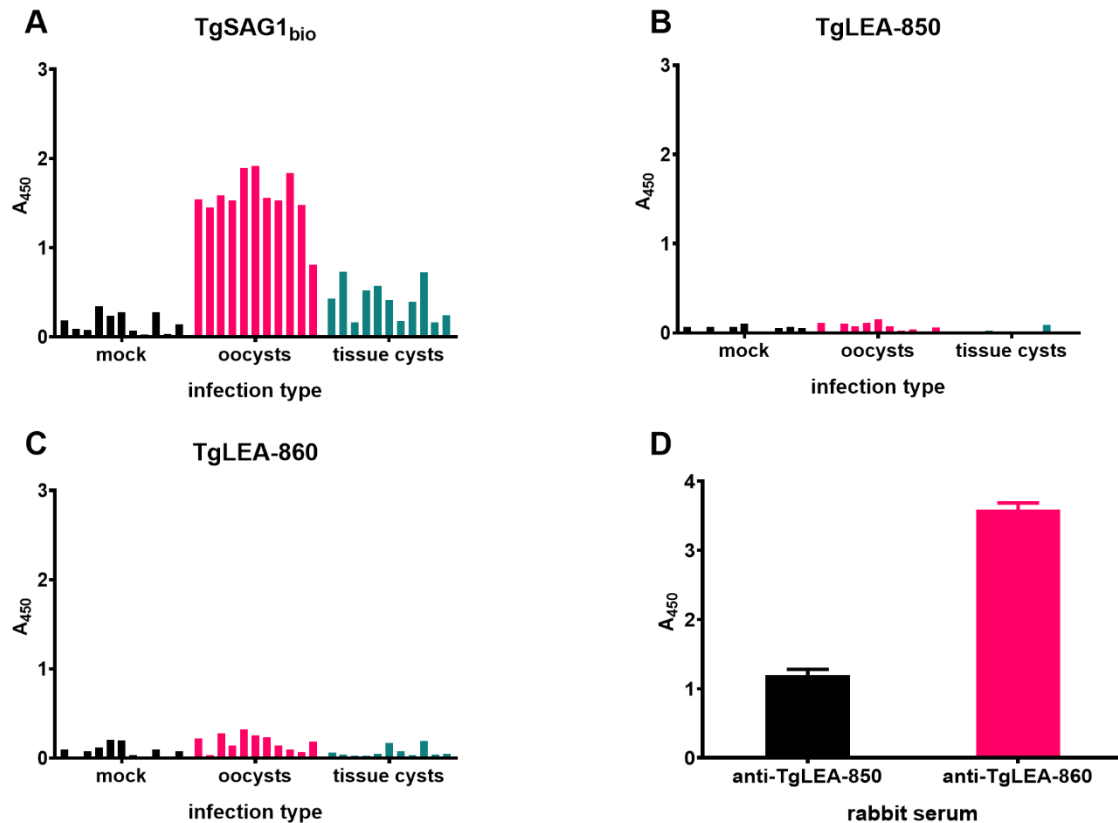 A
TgSAG1bio
3
2
1
0
A450
mock
oocysts
tissue cysts
infection type
B
TgLEA-850
3
2
1
0
A450
mock
oocysts
tissue cysts
infection type
C
TgLEA-860
3
2
1
0
A450
mock
oocysts
tissue cysts
infection type
D
4
3
2
1
0
A450
anti-TgLEA-850
anti-TgLEA-860
rabbit serum